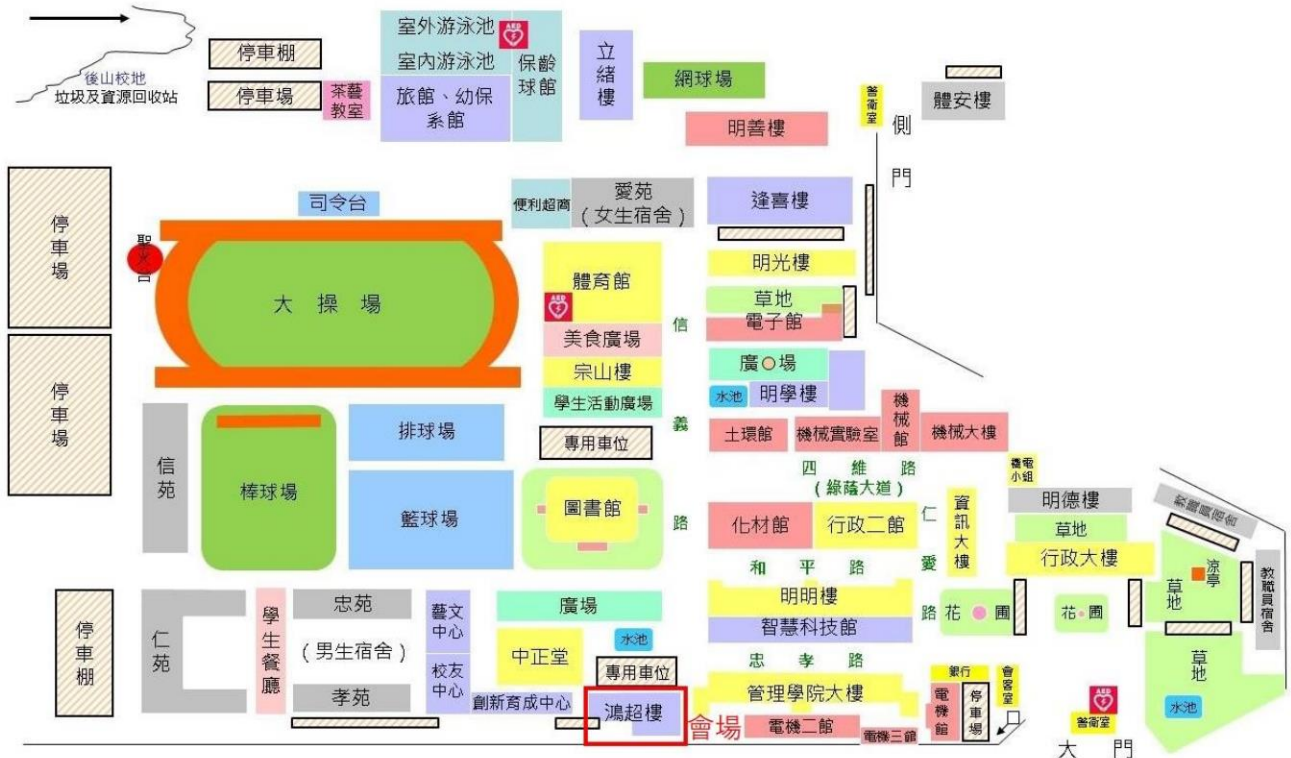 後山校地
垃圾及資源回收站
停車棚
停車場
茶藝
教室
室外游泳池
AED
室內游泳池
保齡
球館
旅館、幼保
系館
立緒樓
網球場
明善樓
警衛室
側門
體安樓
停車場
司令台
聖火台
大操場
便利超商
愛苑
(女生宿舍)
逢喜樓
明光樓
草地
電子館
體育館
AED
美食廣場
宗山樓
學生活動廣場
專用車位
信義路
廣場
水池
明學樓
停車場
信苑
棒球場
排球場
籃球場
圖書館
土環館
機械實驗室
機械館
機械大樓
四維路
(綠蔭大道)
化材館
行政二館
仁愛路
資訊大樓
機電
小組
明德樓
草地
行政大樓
教職員宿舍
涼亭
草地
教職員宿舍
和平路
明明樓
智慧科技館
花圃
花圃
停車棚
仁苑
學生餐廳
忠苑
(男生宿舍)
孝苑
藝文
中心
校友
中心
廣場
水池
中正堂
專用車位
創新育成中心
鴻超樓
會場
忠孝路
管理學院大樓
電機二館
電機三館
銀行
電機館
停車場
會客室
AED
警衛室
大門
草地
水池